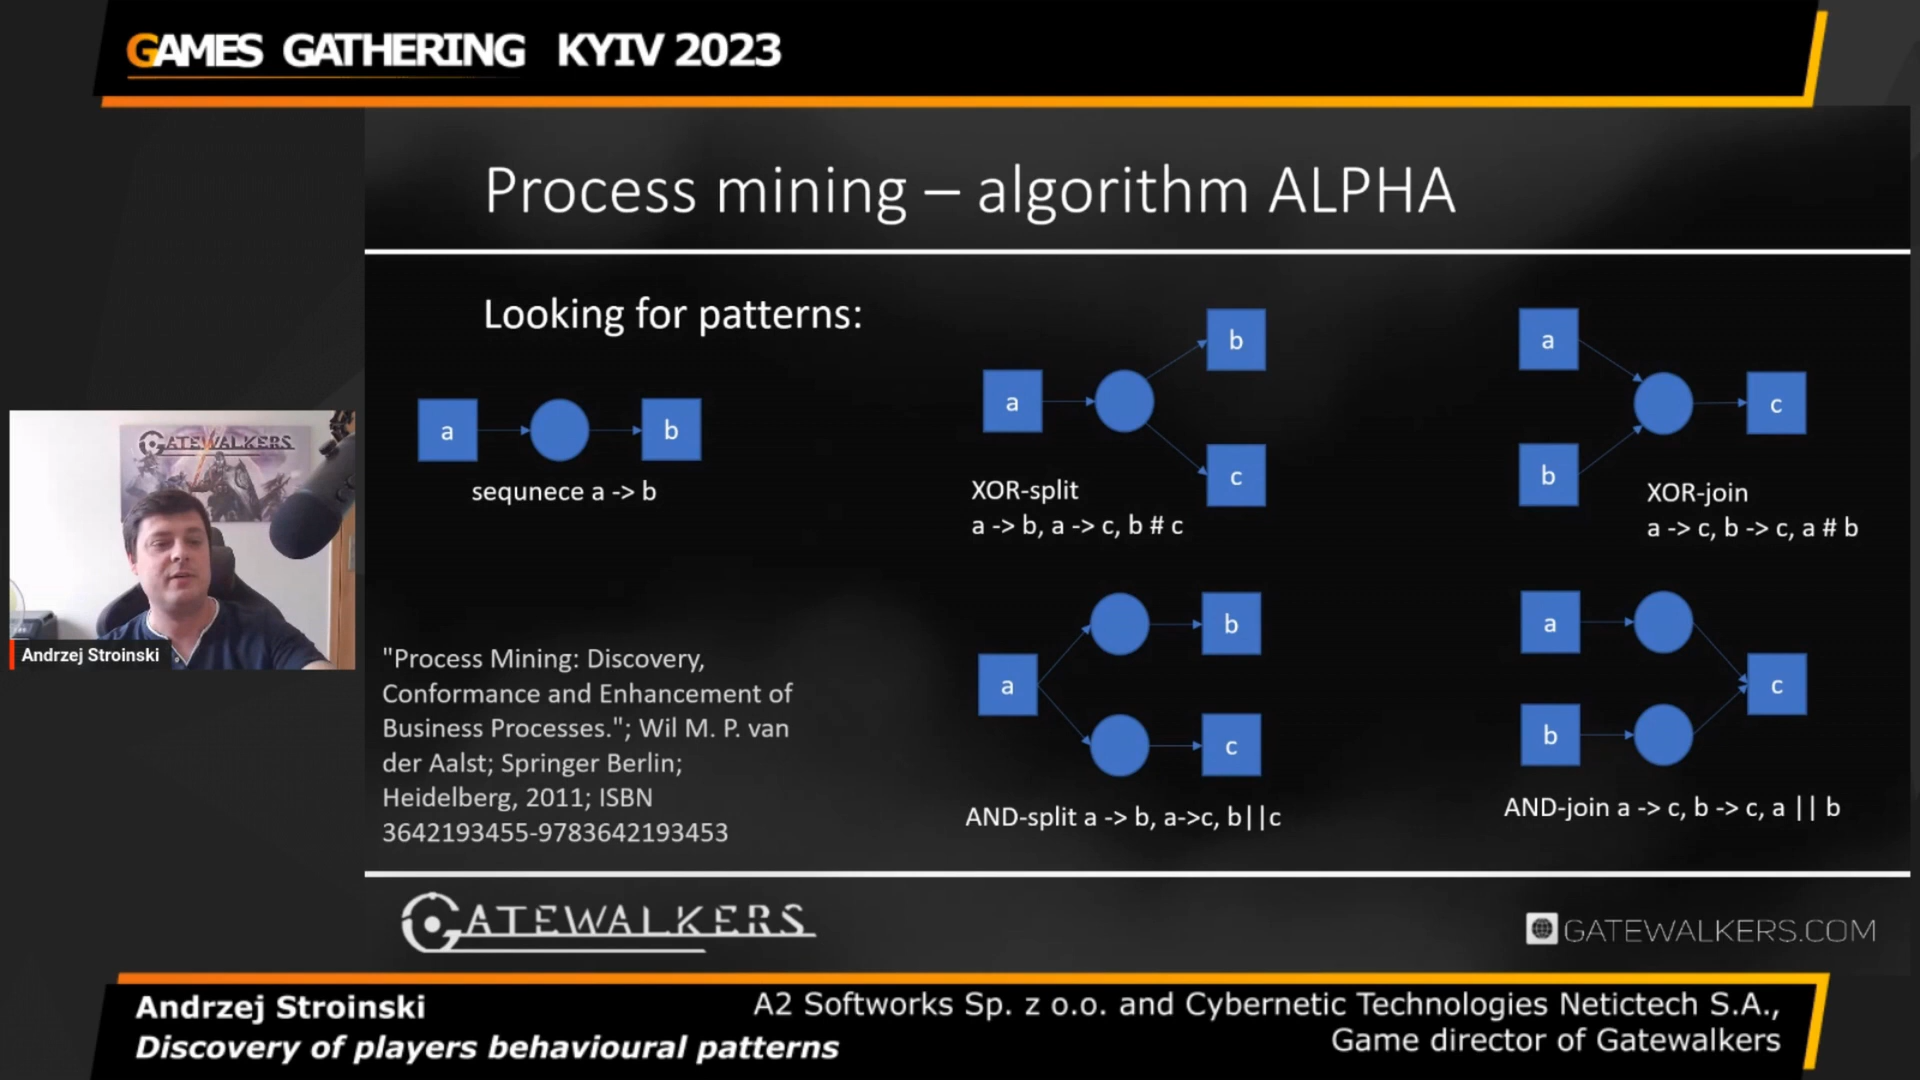 GAMES GATHERING KYIV 2023
Process mining – algorithm ALPHA
Looking for patterns:
a
b
sequnece a -> b
a
b
c
XOR-split
a -> b, a -> c, b # c
a
b
c
XOR-join
a -> c, b -> c, a # b
a
b
c
AND-split a -> b, a->c, b||c
a
b
c
AND-join a -> c, b -> c, a || b
"Process Mining: Discovery,
Conformance and Enhancement of
Business Processes."; Wil M. P. van
der Aalst; Springer Berlin;
Heidelberg, 2011; ISBN
3642193455-9783642193453
GATEWALKERS
Andrzej Stroinski
GATEWALKERS
GATEWALKERS.COM
Andrzej Stroinski
Discovery of players behavioural patterns
A2 Softworks Sp. z o.o. and Cybernetic Technologies Netictech S.A.,
Game director of Gatewalkers